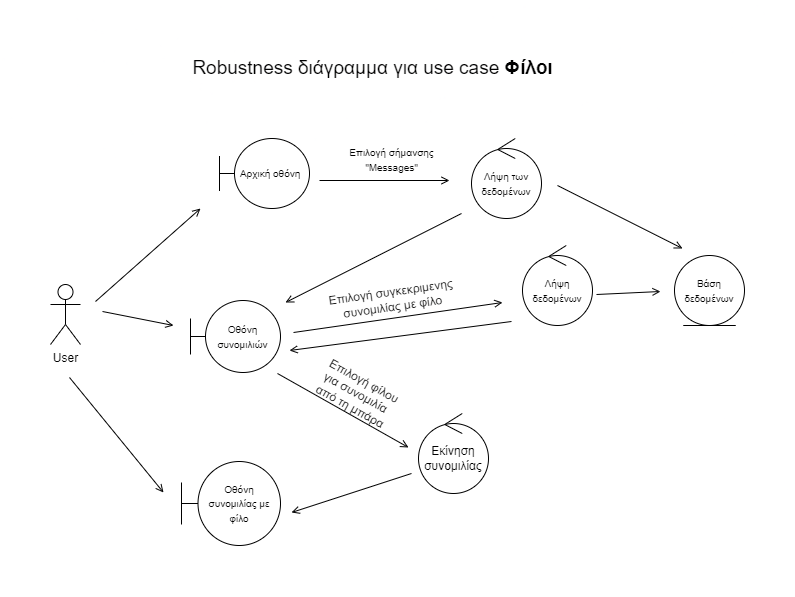 Robustness διάγραμμα για use case Φίλοι
Επιλογή σήμανσης
"Messages"
Αρχική οθόνη
Λήψη των
δεδομένων
Επιλογή συγκεκριμενης
συνομιλίας με φίλο
Λήψη
δεδομένων
Βάση
δεδομένων
User
Οθόνη
συνομιλιών
Επιλογή φίλου
για συνομιλία
από τη μπάρα
Εκίνηση
συνομιλίας
Οθόνη
συνομιλίας με
φίλο